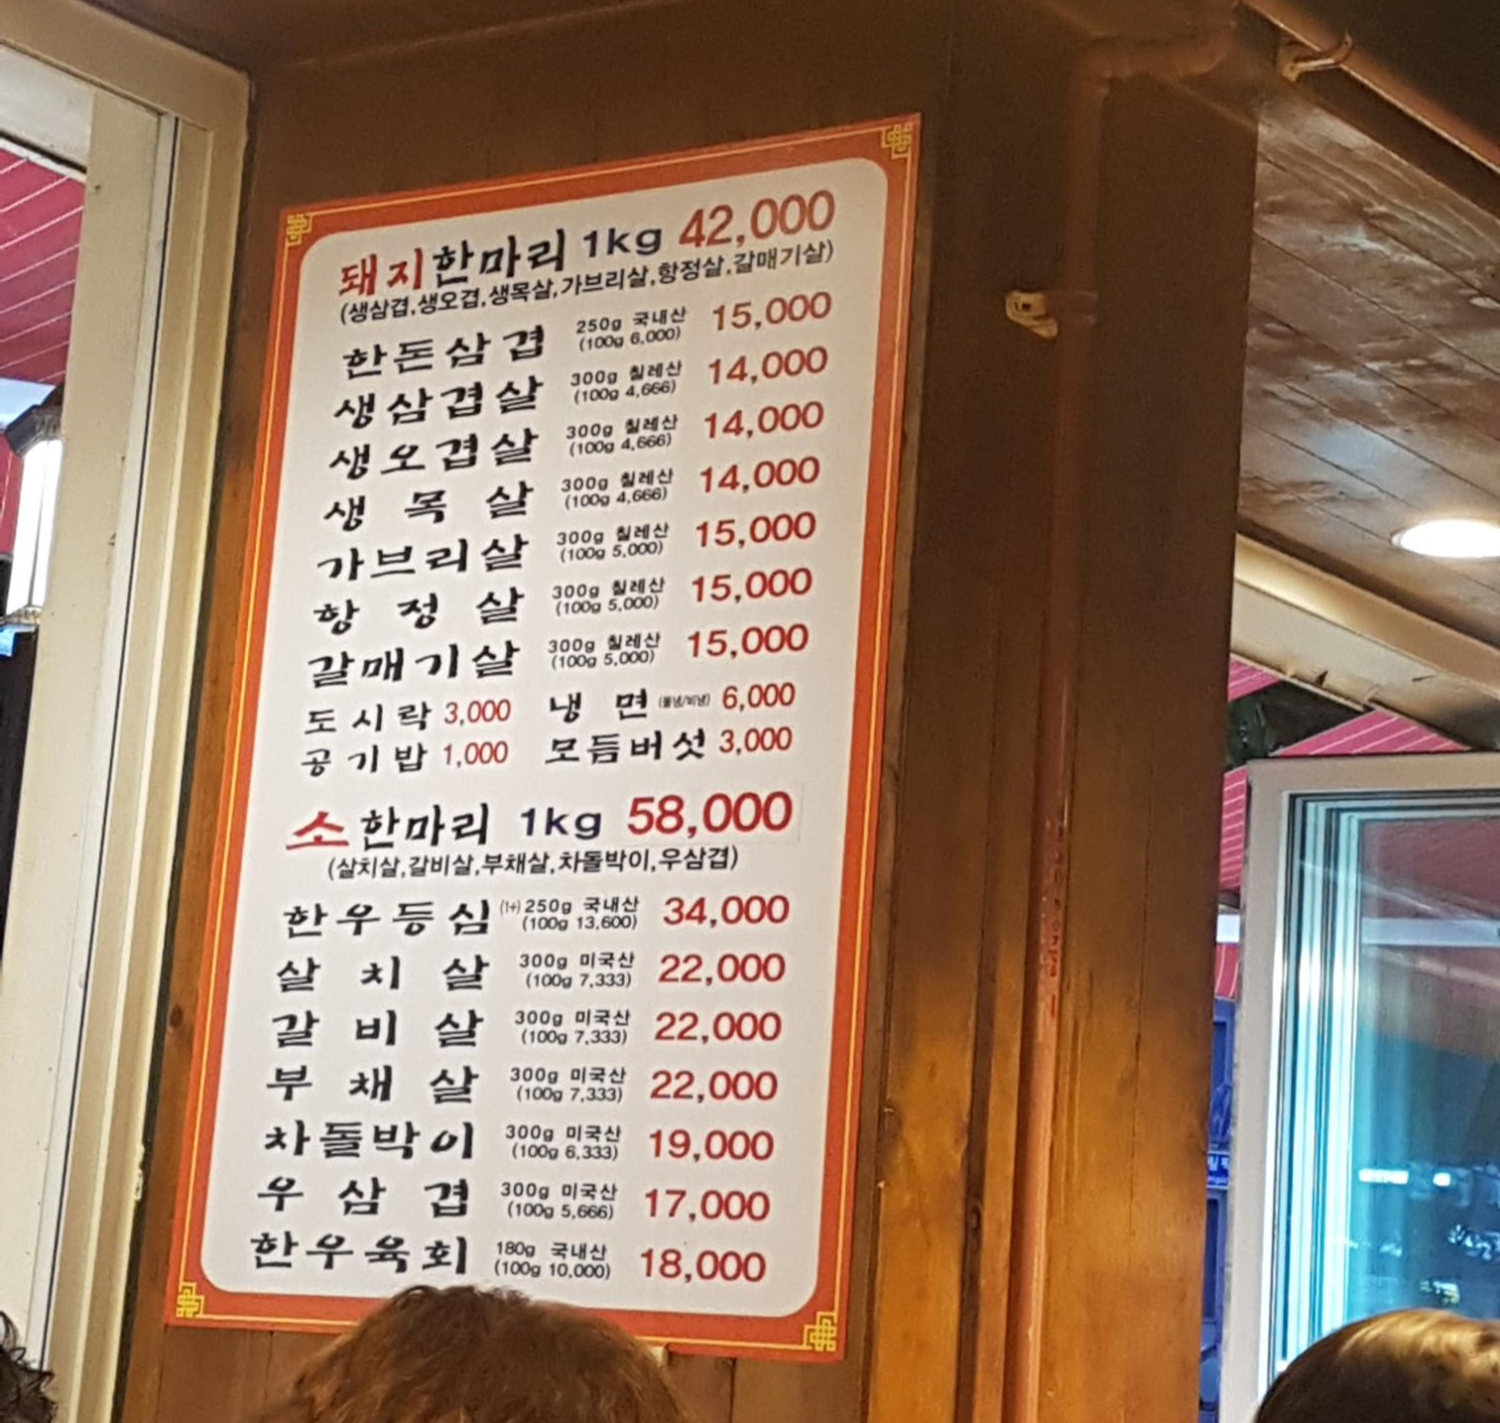 돼지한마리 1kg 42,000
(생삼겹,생오겹,생목살,가브리살,항정살,갈매기살)
한돈삼겹 250g 국내산 (100g 6,000) 15,000
생삼겹살 300g 칠레산 (100g 4,666) 14,000
생오겹살 300g 칠레산 (100g 4,666) 14,000
생목살 300g 칠레산 (100g 4,666) 14,000
가브리살 300g 칠레산 (100g 5,000) 15,000
항정살 300g 칠레산 (100g 5,000) 15,000
갈매기살 300g 칠레산 (100g 5,000) 15,000
도시락 3,000 냉면 (물냉/비냉) 6,000
공기밥 1,000 모듬버섯 3,000
소한마리 1kg 58,000
(살치살,갈비살,부채살,차돌박이,우삼겹)
한우등심 (1+) 250g 국내산 (100g 13,600) 34,000
살치살 300g 미국산 (100g 7,333) 22,000
갈비살 300g 미국산 (100g 7,333) 22,000
부채살 300g 미국산 (100g 7,333) 22,000
차돌박이 300g 미국산 (100g 6,333) 19,000
우삼겹 300g 미국산 (100g 5,666) 17,000
한우육회 180g 국내산 (100g 10,000) 18,000